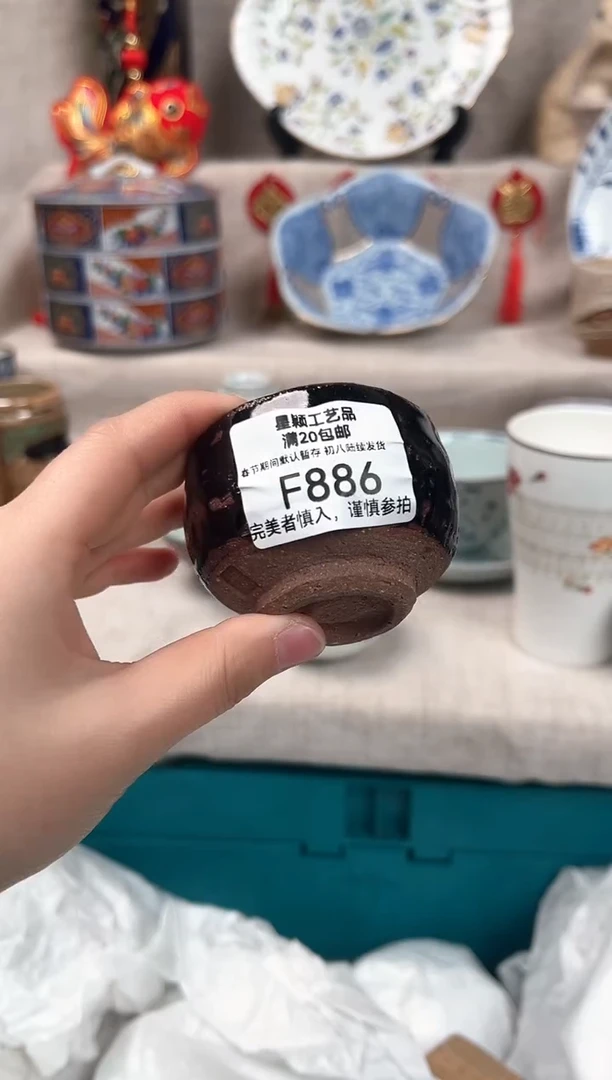 星颖工艺品
满20包邮
春节期间默认暂存 初八陆续发货
F886
完美者慎入，谨慎参拍